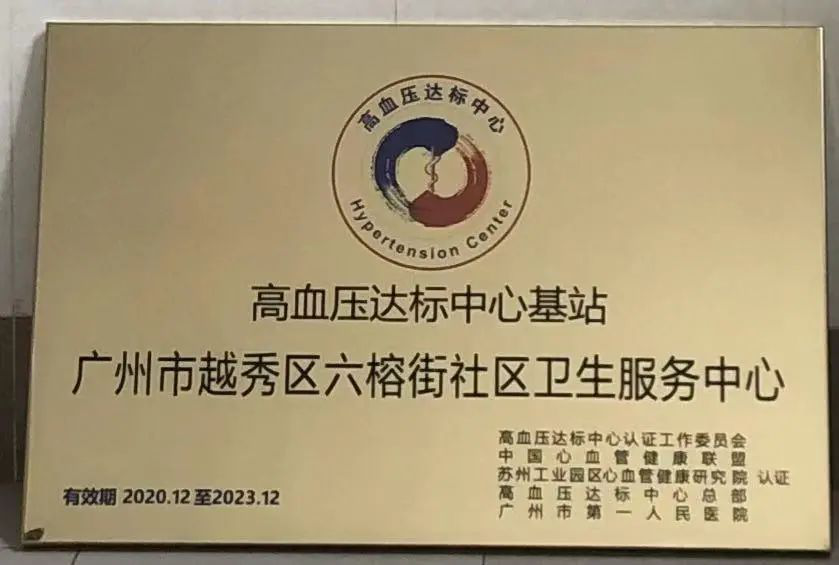 高血压达标中心
Hypertension Center
高血压达标中心基站
广州市越秀区六榕街社区卫生服务中心
高血压达标中心认证工作委员会
中国心血管健康联盟
苏州工业园区心血管健康研究院 认证
高血压达标中心总部
广州市第一人民医院
有效期 2020.12 至2023.12